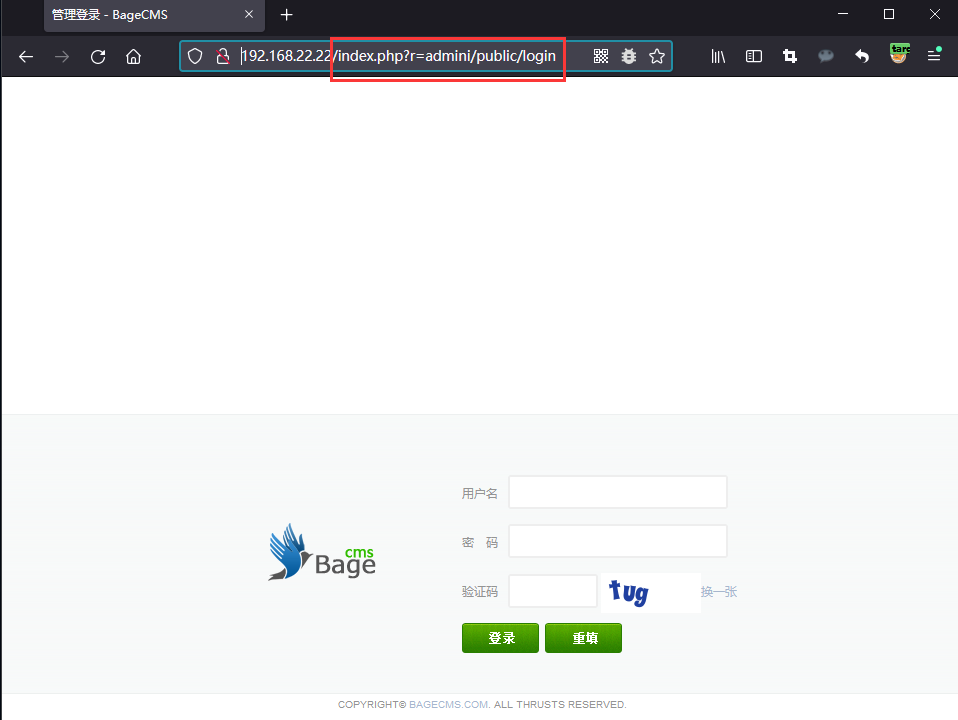 管理登录 - BageCMS
192.168.22.22/index.php?r=admini/public/login
用户名
密 码
cms
Bage
验证码 tug 换一张
登录 重填
COPYRIGHT© BAGECMS.COM. ALL THRUSTS RESERVED.